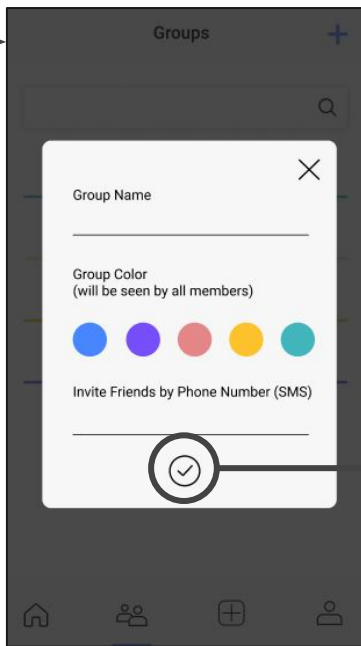 Groups
Group Name
Group Color
(will be seen by all members)
Invite Friends by Phone Number (SMS)